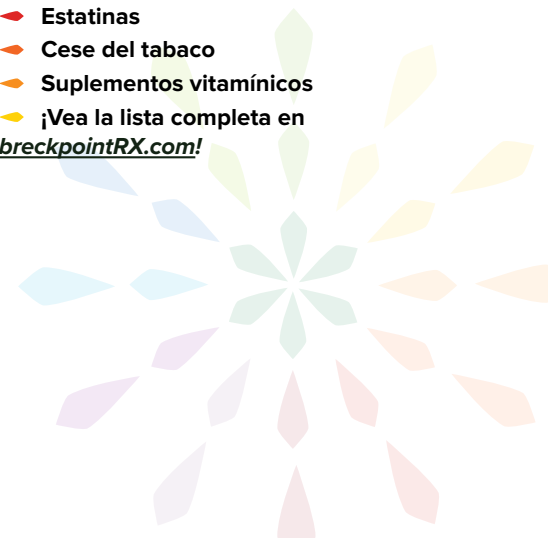 Estatinas
Cese del tabaco
Suplementos vitamínicos
¡Vea la lista completa en
breckpointRX.com!